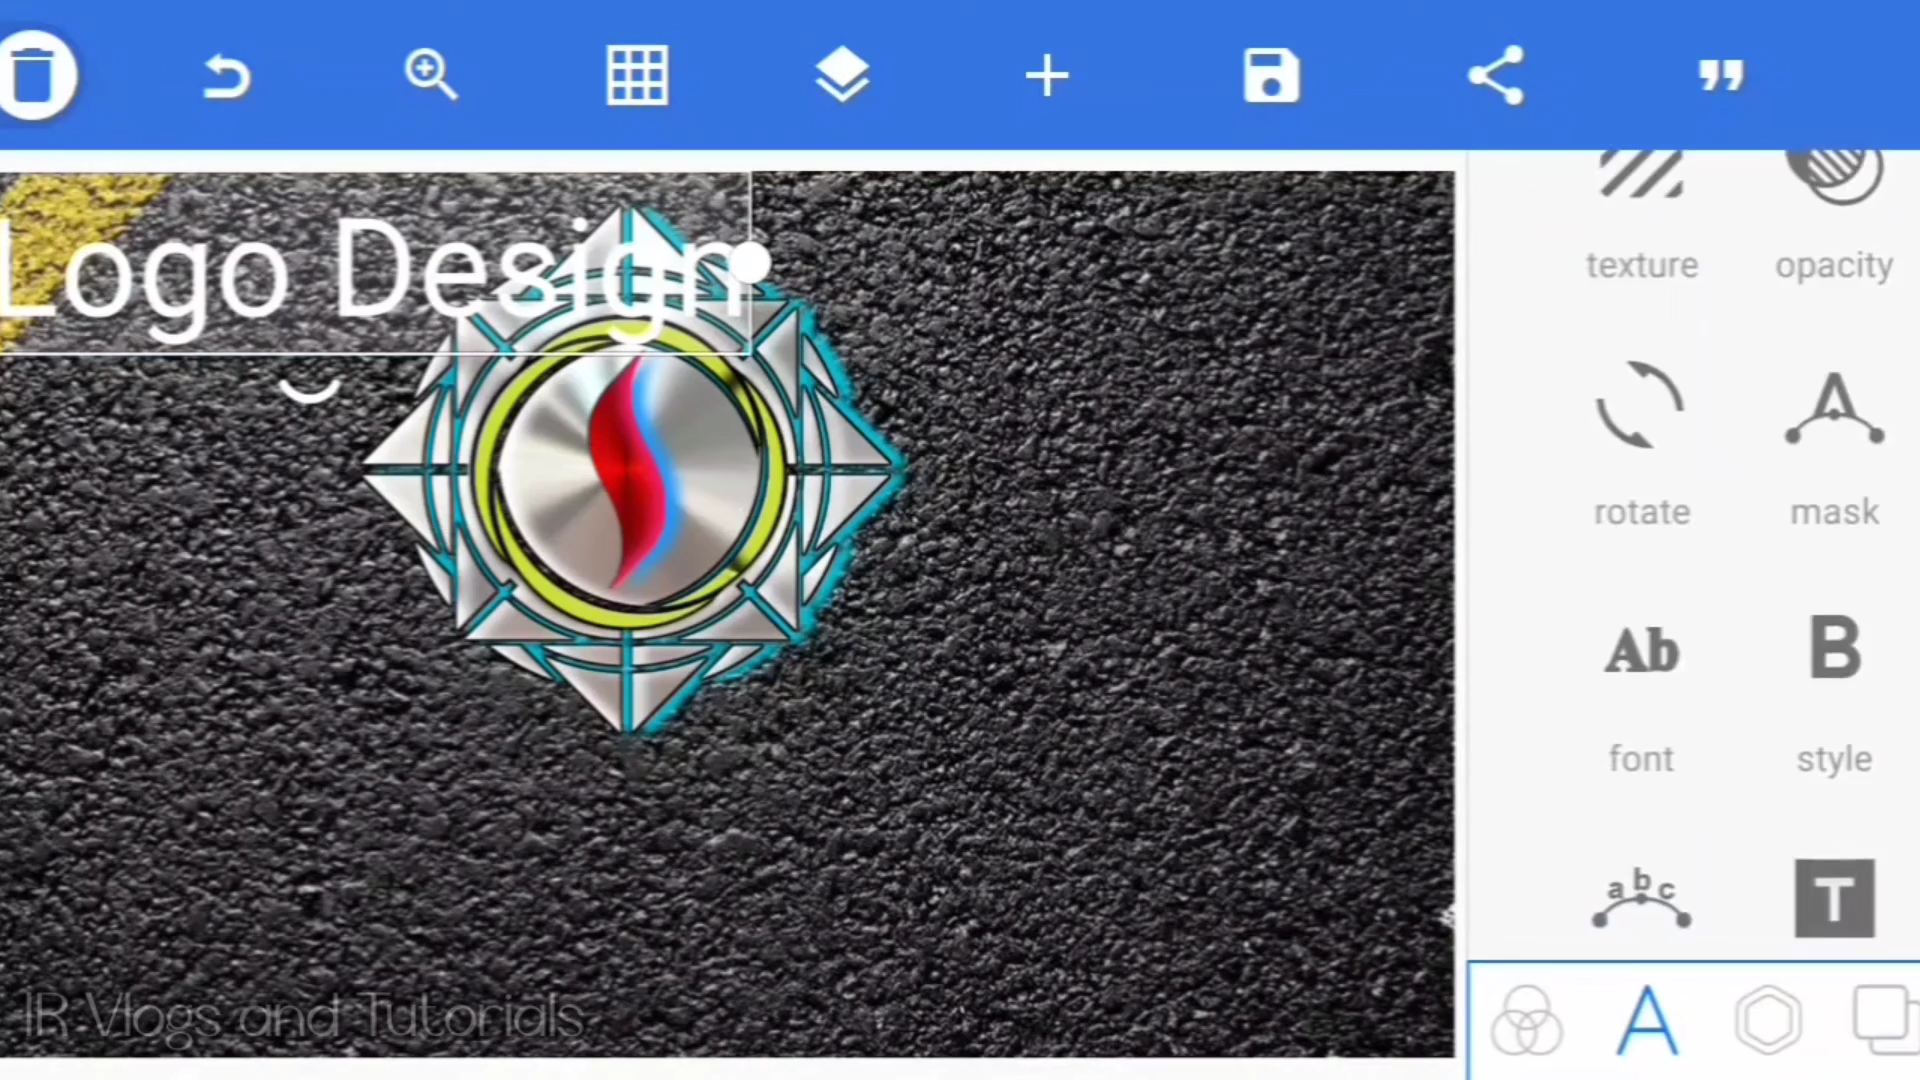 Logo Design
texture
opacity
rotate
mask
Ab
B
font
style
abc
T
A
IR Vlogs and Tutorials